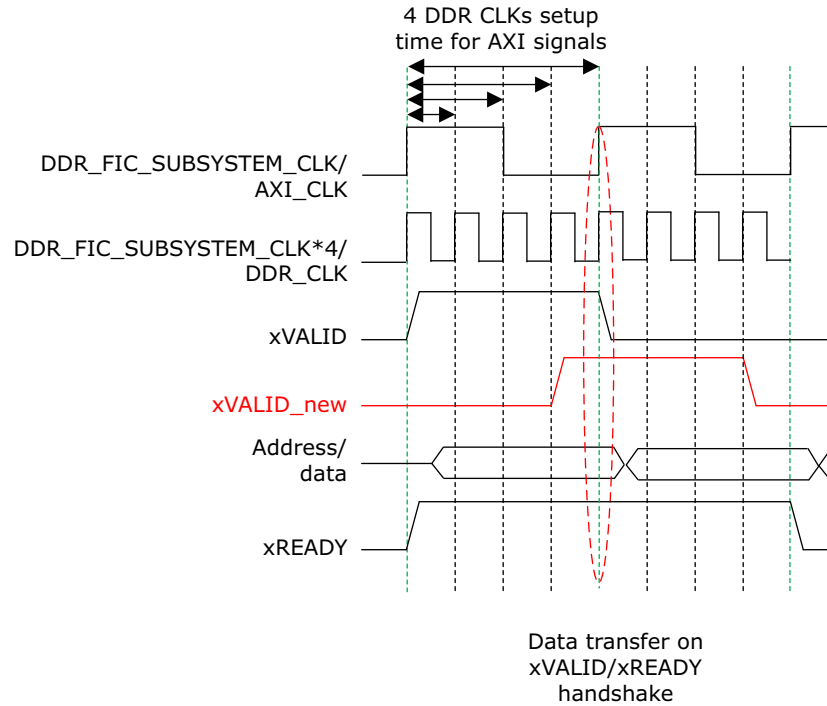 4 DDR CLKs setup
time for AXI signals
DDR_FIC_SUBSYSTEM_CLK/
AXI_CLK
DDR_FIC_SUBSYSTEM_CLK*4/
DDR_CLK
xVALID
xVALID_new
Address/
data
xREADY
Data transfer on
xVALID/xREADY
handshake